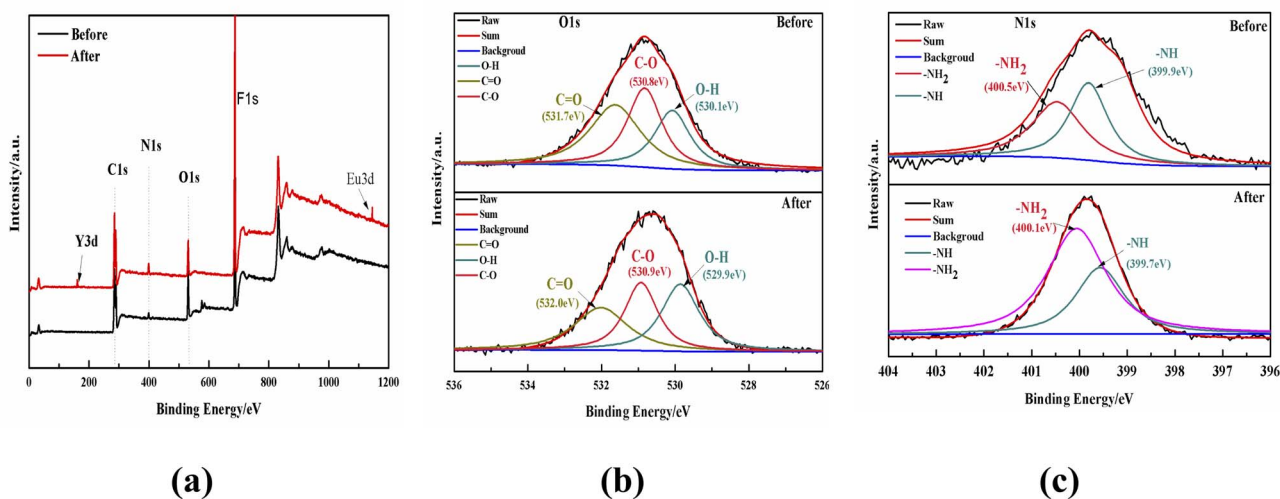 Before
After
F1s
N1s
C1s
O1s
Eu3d
Y3d
Intensity/a.u.
0 200 400 600 800 1000 1200
Binding Energy/eV
(a)
Raw
Sum
Backgroud
O-H
C=O
C-O
O1s
Before
C-O
(530.8eV)
C=O
(531.7eV)
O-H
(530.1eV)
Raw
Sum
Background
C=O
O-H
C-O
After
C-O
(530.9eV)
O-H
(529.9eV)
C=O
(532.0eV)
Intensity/a.u.
536 534 532 530 528 526
Binding Energy/eV
(b)
Raw
Sum
Backgroud
-NH2
-NH
N1s
Before
-NH
(399.9eV)
-NH2
(400.5eV)
Raw
Sum
Backgroud
-NH
-NH2
After
-NH2
(400.1eV)
-NH
(399.7eV)
Intensity/a.u.
404 403 402 401 400 399 398 397 396
Binding Energy/eV
(c)